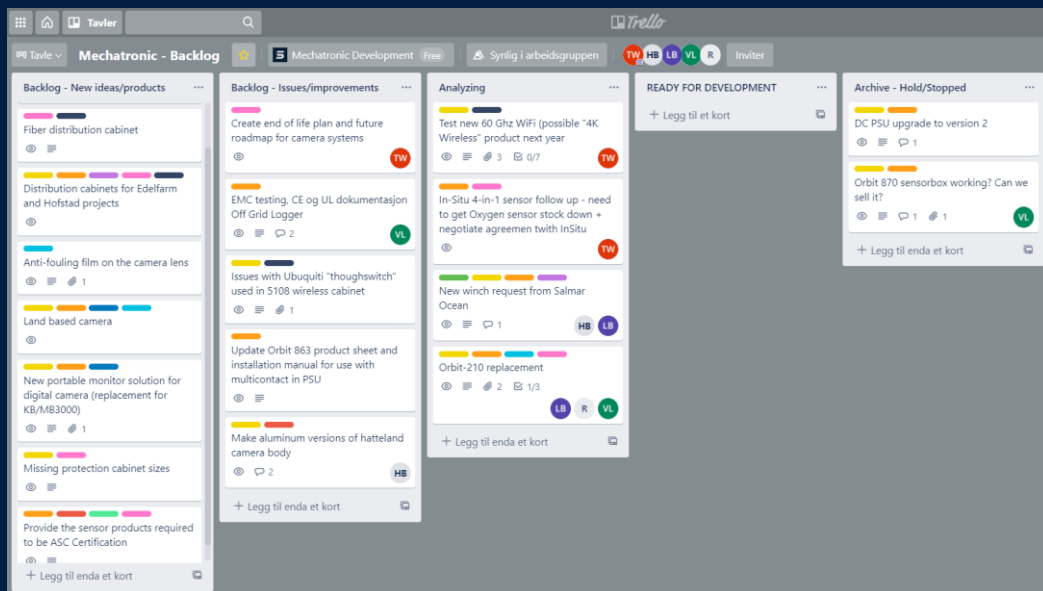 Tavler
Trello
Tavle
Mechatronic - Backlog
Mechatronic Development Free
Synlig i arbeidsgruppen
TW HB LB VL R
Inviter
Backlog - New ideas/products
Fiber distribution cabinet
Distribution cabinets for Edelfarm
and Hofstad projects
Anti-fouling film on the camera lens
1
Land based camera
New portable monitor solution for
digital camera (replacement for
KB/MB3000)
1
Missing protection cabinet sizes
Provide the sensor products required
to be ASC Certification
+ Legg til enda et kort
Backlog - Issues/improvements
Create end of life plan and future
roadmap for camera systems
TW
EMC testing, CE og UL dokumentasjon
Off Grid Logger
2
VL
Issues with Ubuquiti "thoughswitch"
used in 5108 wireless cabinet
1
Update Orbit 863 product sheet and
installation manual for use with
multicontact in PSU
Make aluminum versions of hatteland
camera body
2
HB
+ Legg til enda et kort
Analyzing
Test new 60 Ghz WiFi (possible "4K
Wireless" product next year
3 0/7
TW
In-Situ 4-in-1 sensor follow up - need
to get Oxygen sensor stock down +
negotiate agreemen twith InSitu
TW
New winch request from Salmar
Ocean
1
HB LB
Orbit-210 replacement
2 1/3
LB R VL
+ Legg til enda et kort
READY FOR DEVELOPMENT
+ Legg til et kort
Archive - Hold/Stopped
DC PSU upgrade to version 2
1
Orbit 870 sensorbox working? Can we
sell it?
1 1
VL
+ Legg til enda et kort